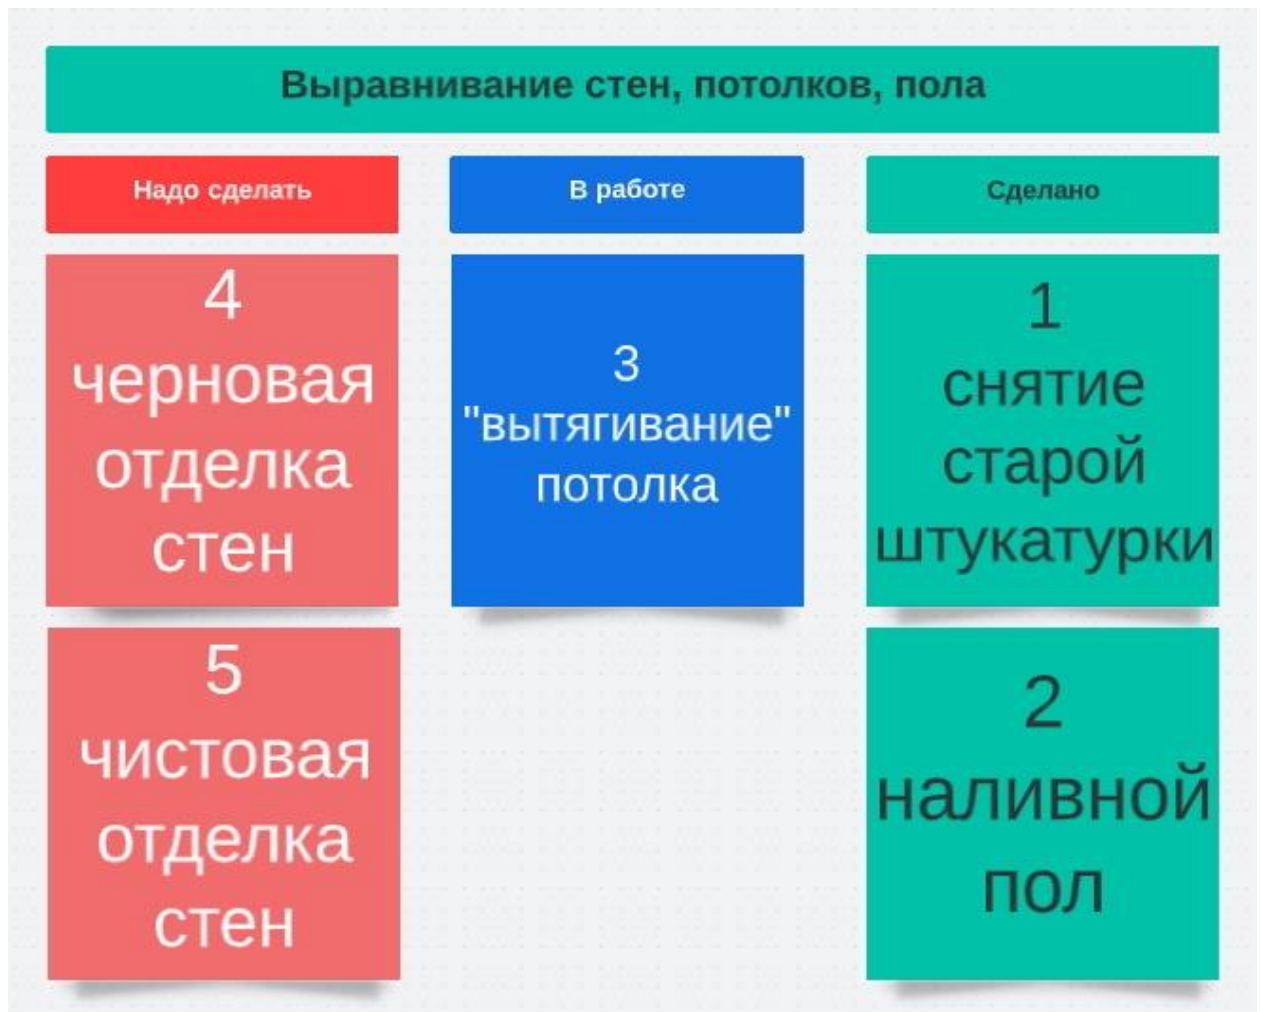 Выравнивание стен, потолков, пола
Надо сделать
В работе
Сделано
4
черновая
отделка
стен
3
"вытягивание"
потолка
1
снятие
старой
штукатурки
5
чистовая
отделка
стен
2
наливной
пол